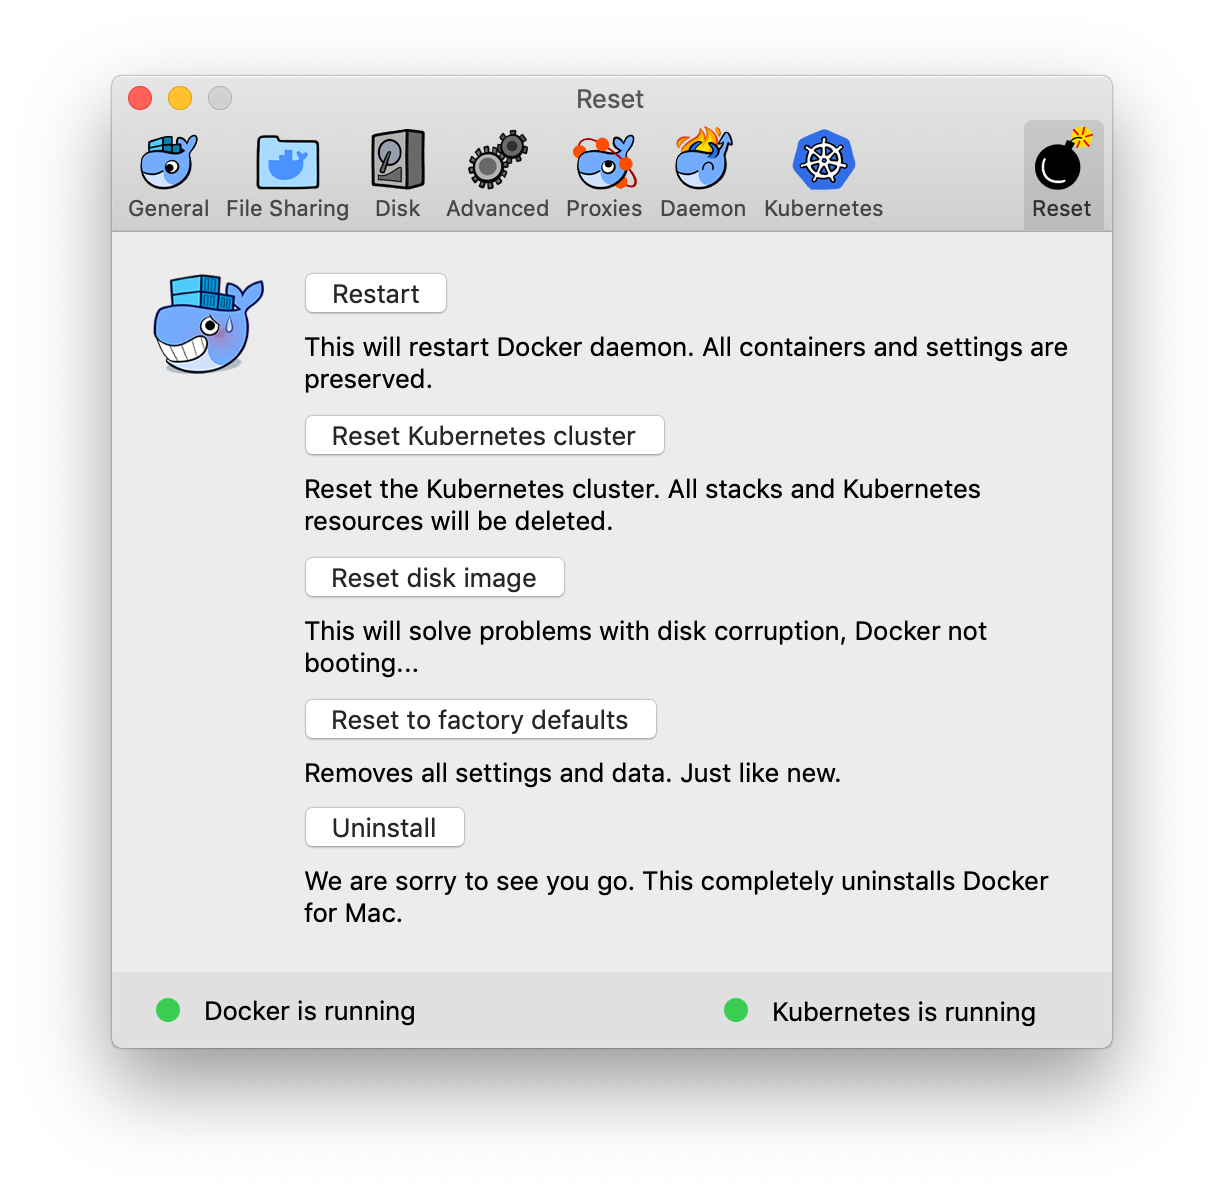 Reset
General File Sharing Disk Advanced Proxies Daemon Kubernetes Reset
Restart
This will restart Docker daemon. All containers and settings are
preserved.
Reset Kubernetes cluster
Reset the Kubernetes cluster. All stacks and Kubernetes
resources will be deleted.
Reset disk image
This will solve problems with disk corruption, Docker not
booting...
Reset to factory defaults
Removes all settings and data. Just like new.
Uninstall
We are sorry to see you go. This completely uninstalls Docker
for Mac.
Docker is running Kubernetes is running